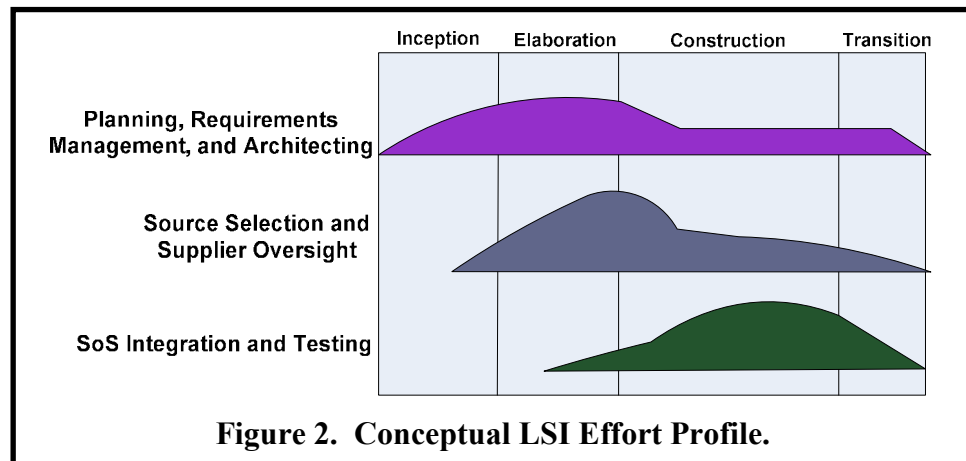 Inception Elaboration Construction Transition
Planning, Requirements
Management, and Architecting
Source Selection and
Supplier Oversight
SoS Integration and Testing
Figure 2. Conceptual LSI Effort Profile.